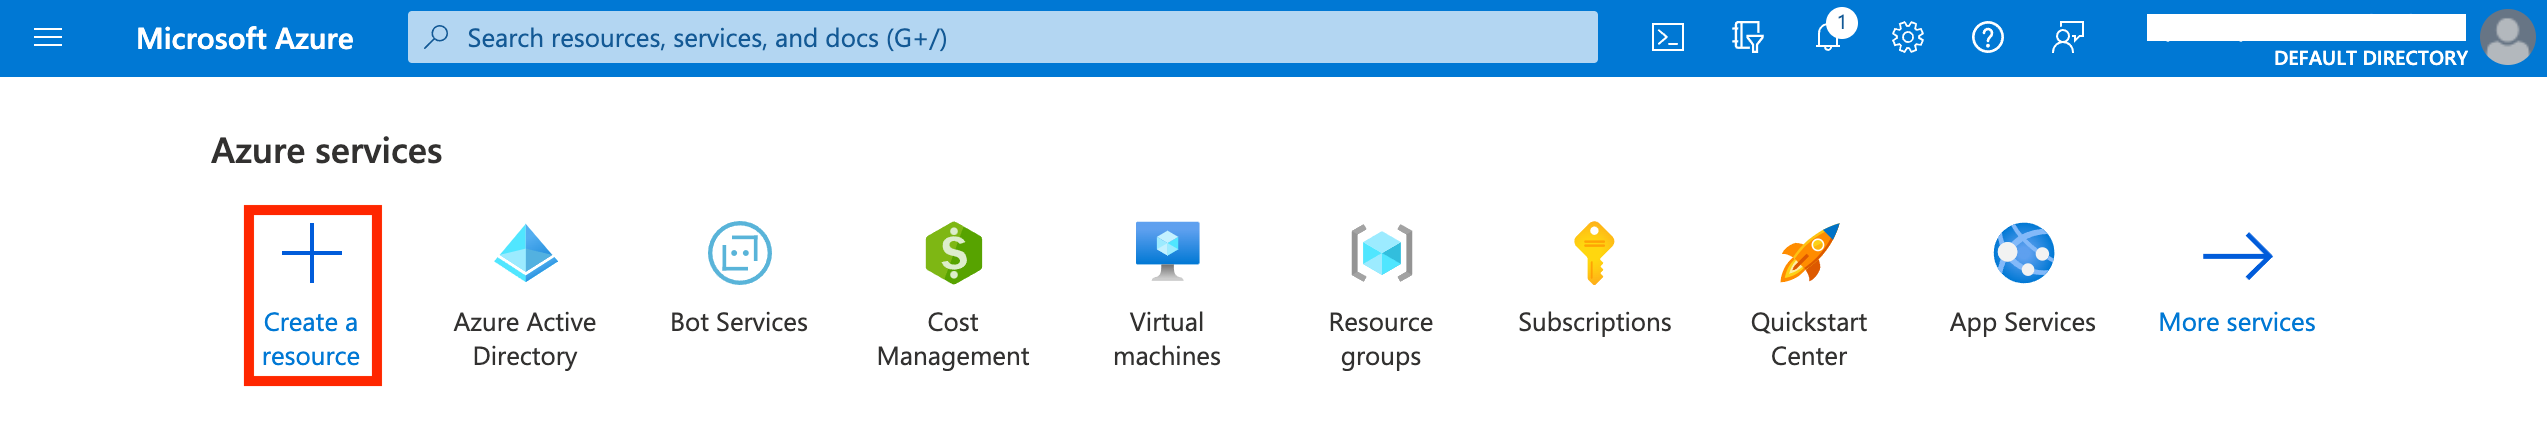 Microsoft Azure
Search resources, services, and docs (G+/)
1
DEFAULT DIRECTORY
Azure services
Create a
resource
Azure Active
Directory
Bot Services
Cost
Management
Virtual
machines
Resource
groups
Subscriptions
Quickstart
Center
App Services
More services